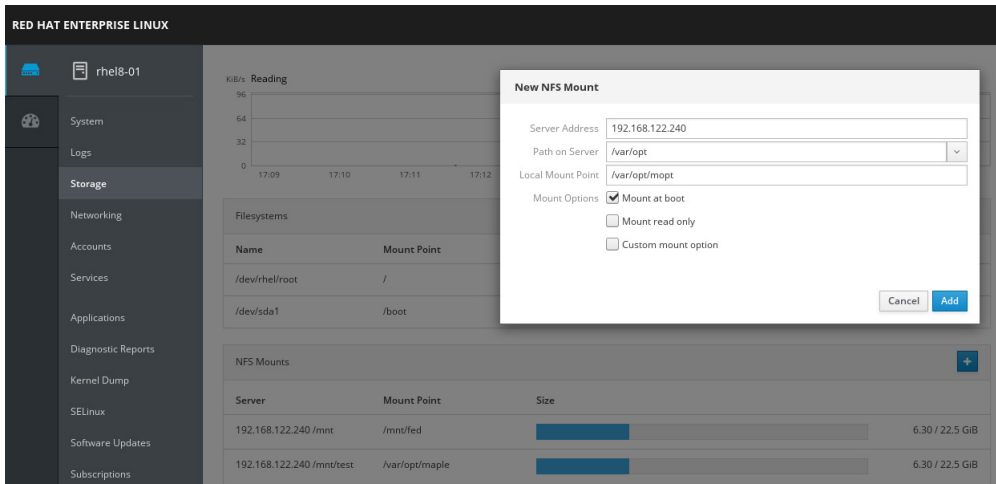 RED HAT ENTERPRISE LINUX
rhel8-01
System
Logs
Storage
Networking
Accounts
Services
Applications
Diagnostic Reports
Kernel Dump
SELinux
Software Updates
Subscriptions
KiB/s Reading
96
64
32
0
17:09 17:10 17:11 17:12
Filesystems
Name Mount Point
/dev/rhel/root /
/dev/sda1 /boot
NFS Mounts
+
Server Mount Point Size
192.168.122.240 /mnt /mnt/fed 6.30 / 22.5 GiB
192.168.122.240 /mnt/test /var/opt/maple 6.30 / 22.5 GiB
New NFS Mount
Server Address 192.168.122.240
Path on Server /var/opt
Local Mount Point /var/opt/mopt
Mount Options Mount at boot
Mount read only
Custom mount option
Cancel Add